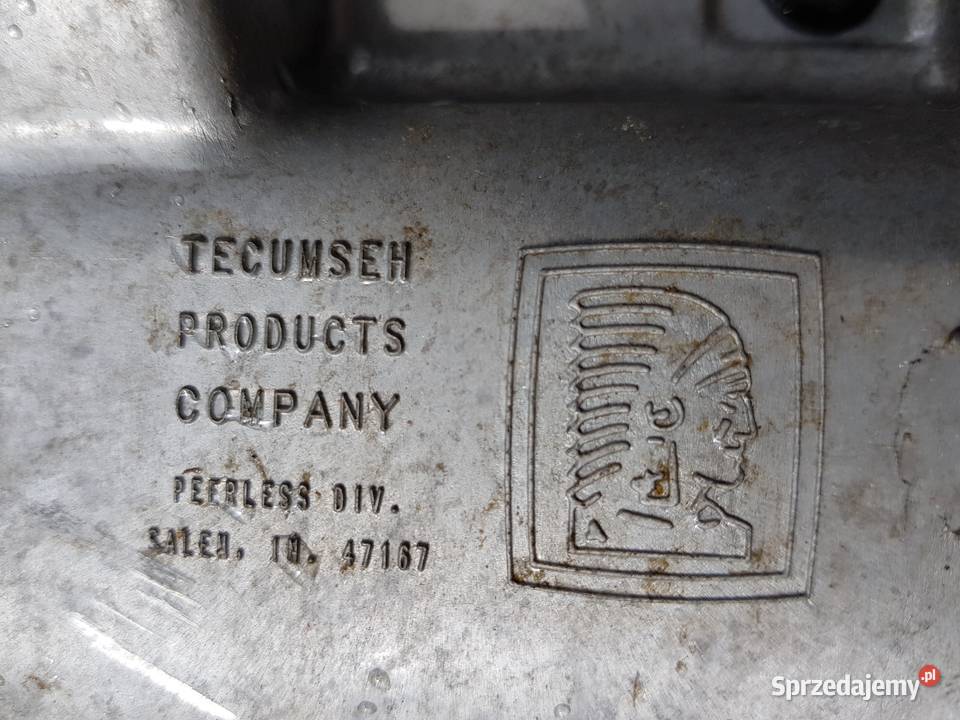 TECUMSEH
PRODUCTS
COMPANY
PEERLESS DIV.
SALEM, IN. 47167
Sprzedajemy.pl